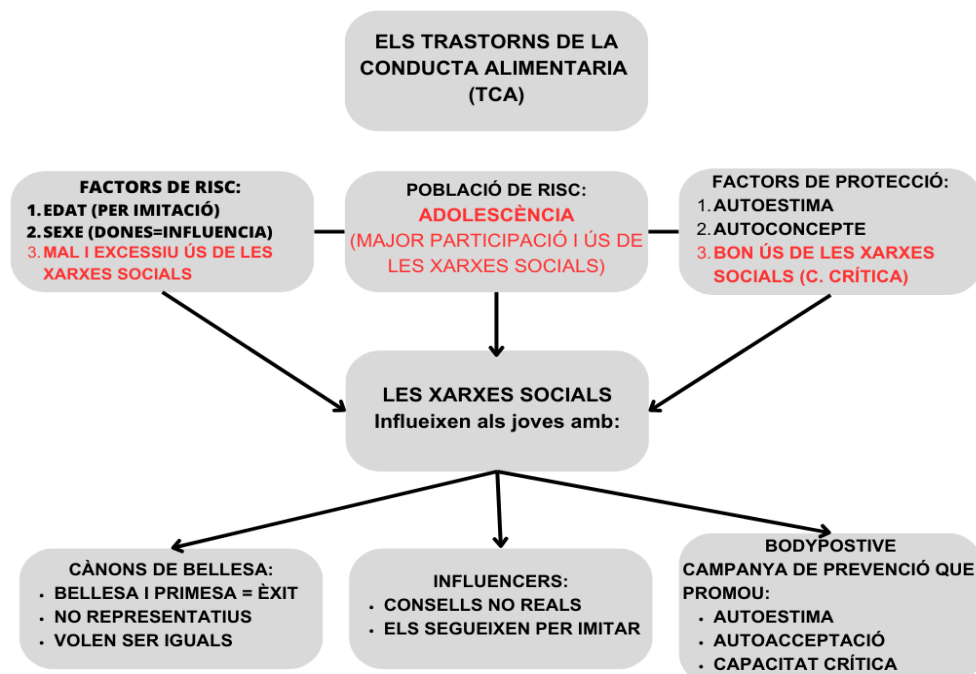 ELS TRASTORNS DE LA
CONDUCTA ALIMENTARIA
(TCA)
FACTORS DE RISC:
1. EDAT (PER IMITACIÓ)
2. SEXE (DONES=INFLUENCIA)
3. MAL I EXCESSIU ÚS DE LES
XARXES SOCIALS
POBLACIÓ DE RISC:
ADOLESCÈNCIA
(MAJOR PARTICIPACIÓ I ÚS DE
LES XARXES SOCIALS)
FACTORS DE PROTECCIÓ:
1. AUTOESTIMA
2. AUTOCONCEPTE
3. BON ÚS DE LES XARXES
SOCIALS (C. CRÍTICA)
LES XARXES SOCIALS
Influeixen als joves amb:
CÀNONS DE BELLESA:
• BELLESA I PRIMESA = ÈXIT
• NO REPRESENTATIUS
• VOLEN SER IGUALS
INFLUENCERS:
• CONSELLS NO REALS
• ELS SEGUEIXEN PER IMITAR
BODYPOSTIVE
CAMPANYA DE PREVENCIÓ QUE
PROMOU:
• AUTOESTIMA
• AUTOACCEPTACIÓ
• CAPACITAT CRÍTICA